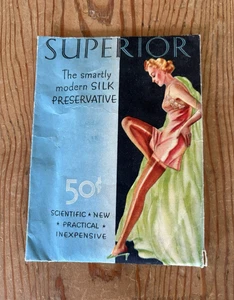 SUPERIOR
The smartly
modern SILK
PRESERVATIVE
50¢
SCIENTIFIC • NEW
• PRACTICAL •
INEXPENSIVE